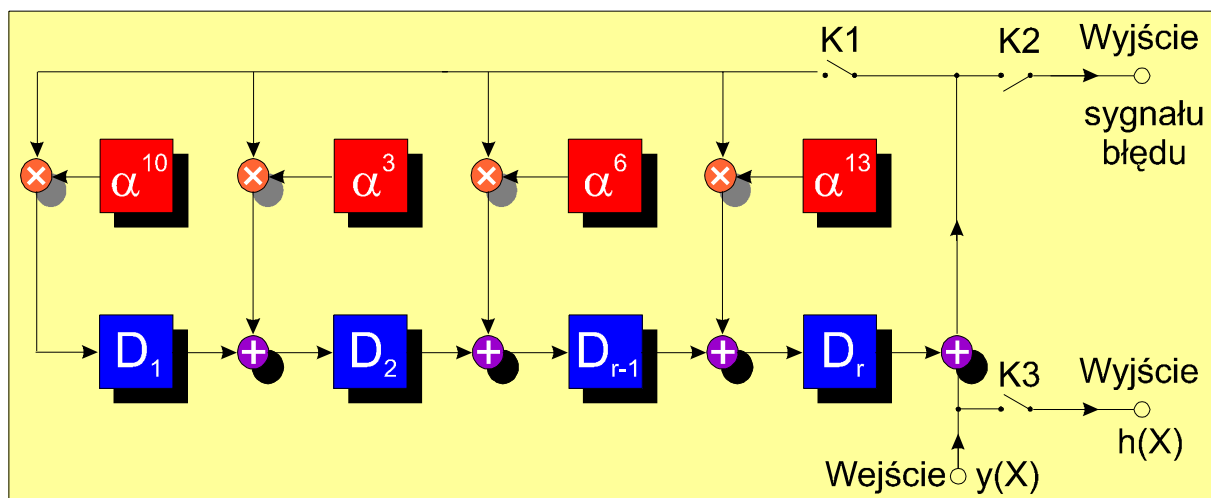 K1
K2
Wyjście
sygnału
błędu
α¹⁰
α³
α⁶
α¹³
D₁
D₂
Dᵣ₋₁
Dᵣ
K3
Wyjście
h(X)
Wejście y(X)